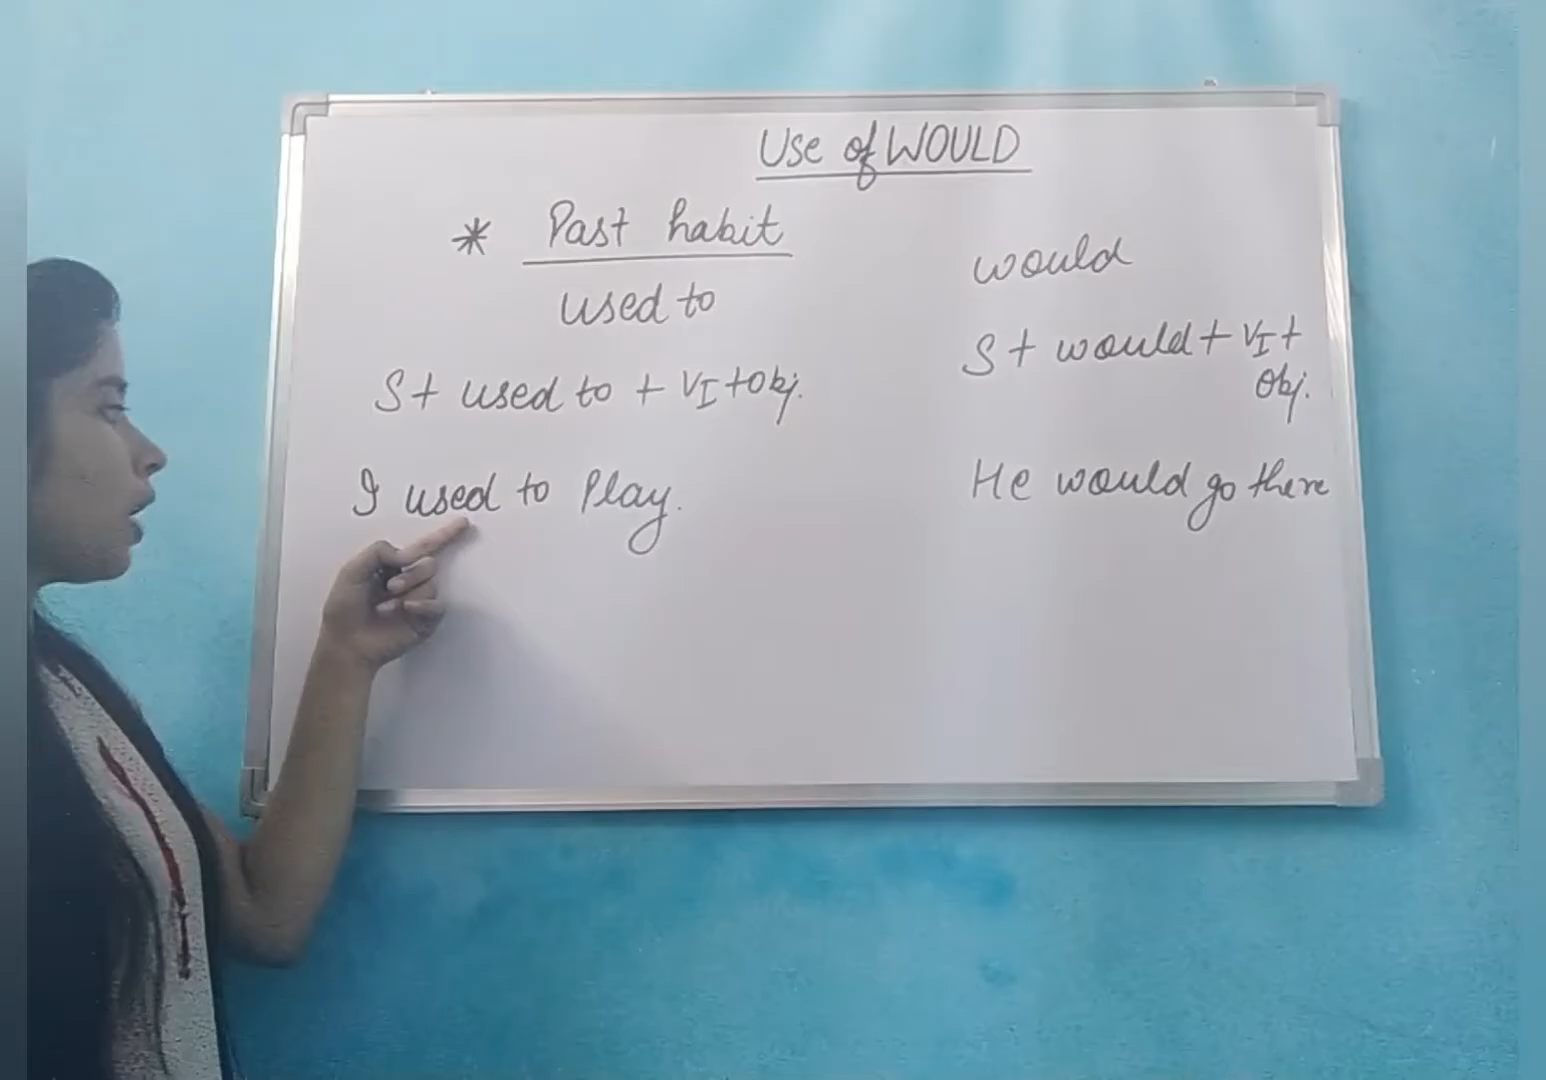 Use of WOULD
* Past habit
used to
S + used to + VI + Obj.
I used to Play.
would
S + would + VI +
Obj.
He would go there